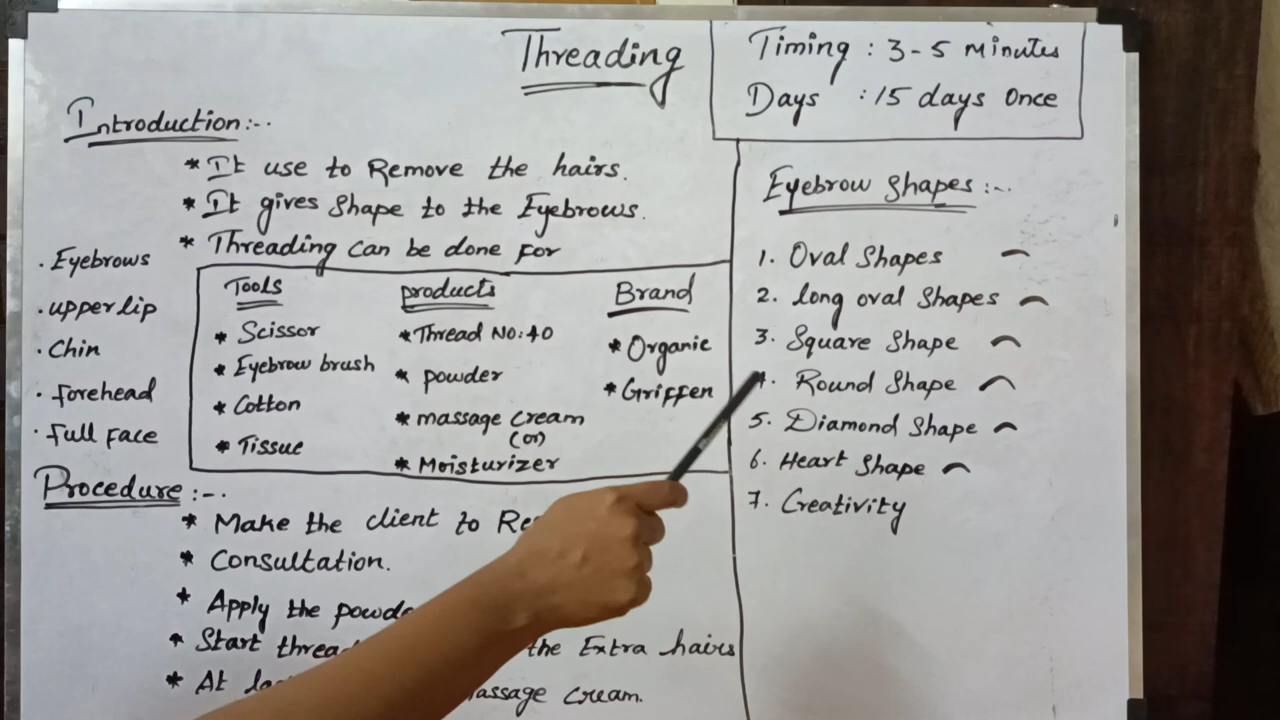 Threading
Timing : 3-5 Minutes
Days : 15 days Once
Introduction:-.
* It use to Remove the hairs.
* It gives Shape to the Eyebrows.
* Threading can be done for
. Eyebrows
. upper lip
. Chin
. forehead
. full face
Tools
* Scissor
* Eyebrow brush
* Cotton
* Tissue
products
* Thread No:40
* powder
* massage cream
(or)
* Moisturizer
Brand
* Organic
* Griffen
Procedure:-.
* Make the client to
* Consultation.
* Apply the
* Start the Extra hairs
* At cream.
Eyebrow Shapes:-.
1. Oval Shapes
2. long oval Shapes
3. Square Shape
4. Round Shape
5. Diamond Shape
6. Heart Shape
7. Creativity